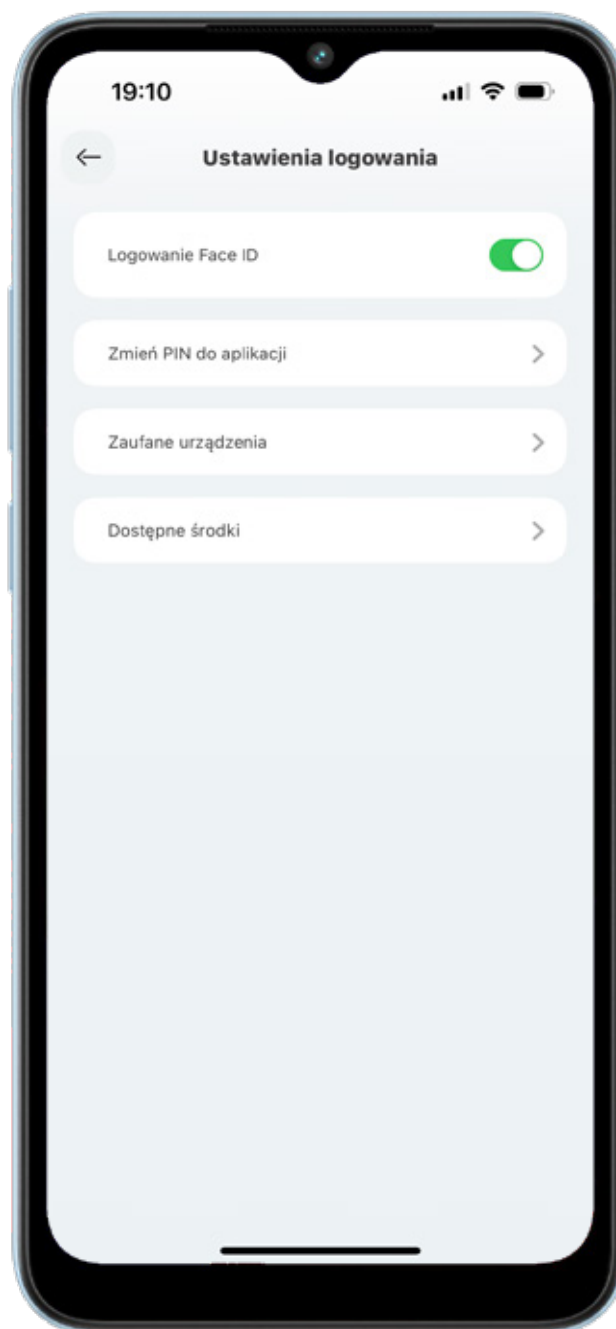 19:10
Ustawienia logowania
Logowanie Face ID
Zmień PIN do aplikacji
Zaufane urządzenia
Dostępne środki